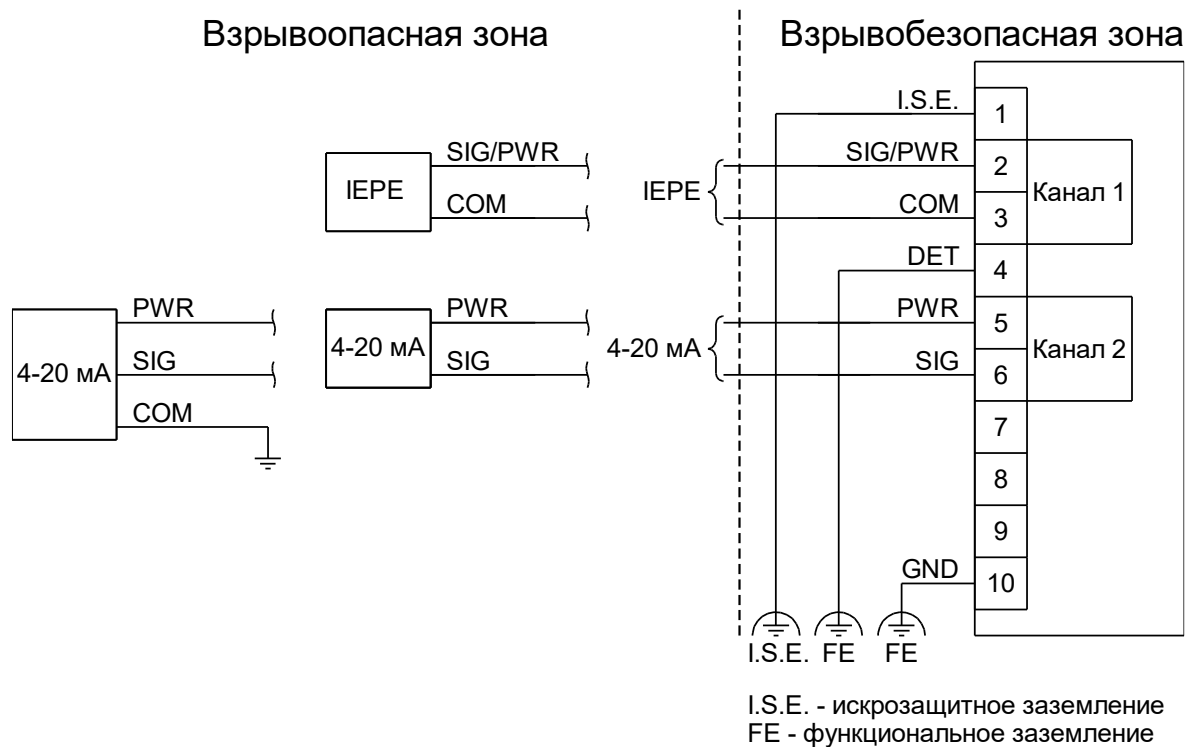 Взрывоопасная зона
Взрывобезопасная зона
I.S.E.
1
IEPE
SIG/PWR
COM
IEPE
SIG/PWR
COM
2
3
Канал 1
DET
4
4-20 мА
PWR
SIG
COM
4-20 мА
PWR
SIG
4-20 мА
PWR
SIG
5
6
Канал 2
7
8
9
GND
10
I.S.E.
FE
FE
I.S.E. - искрозащитное заземление
FE - функциональное заземление